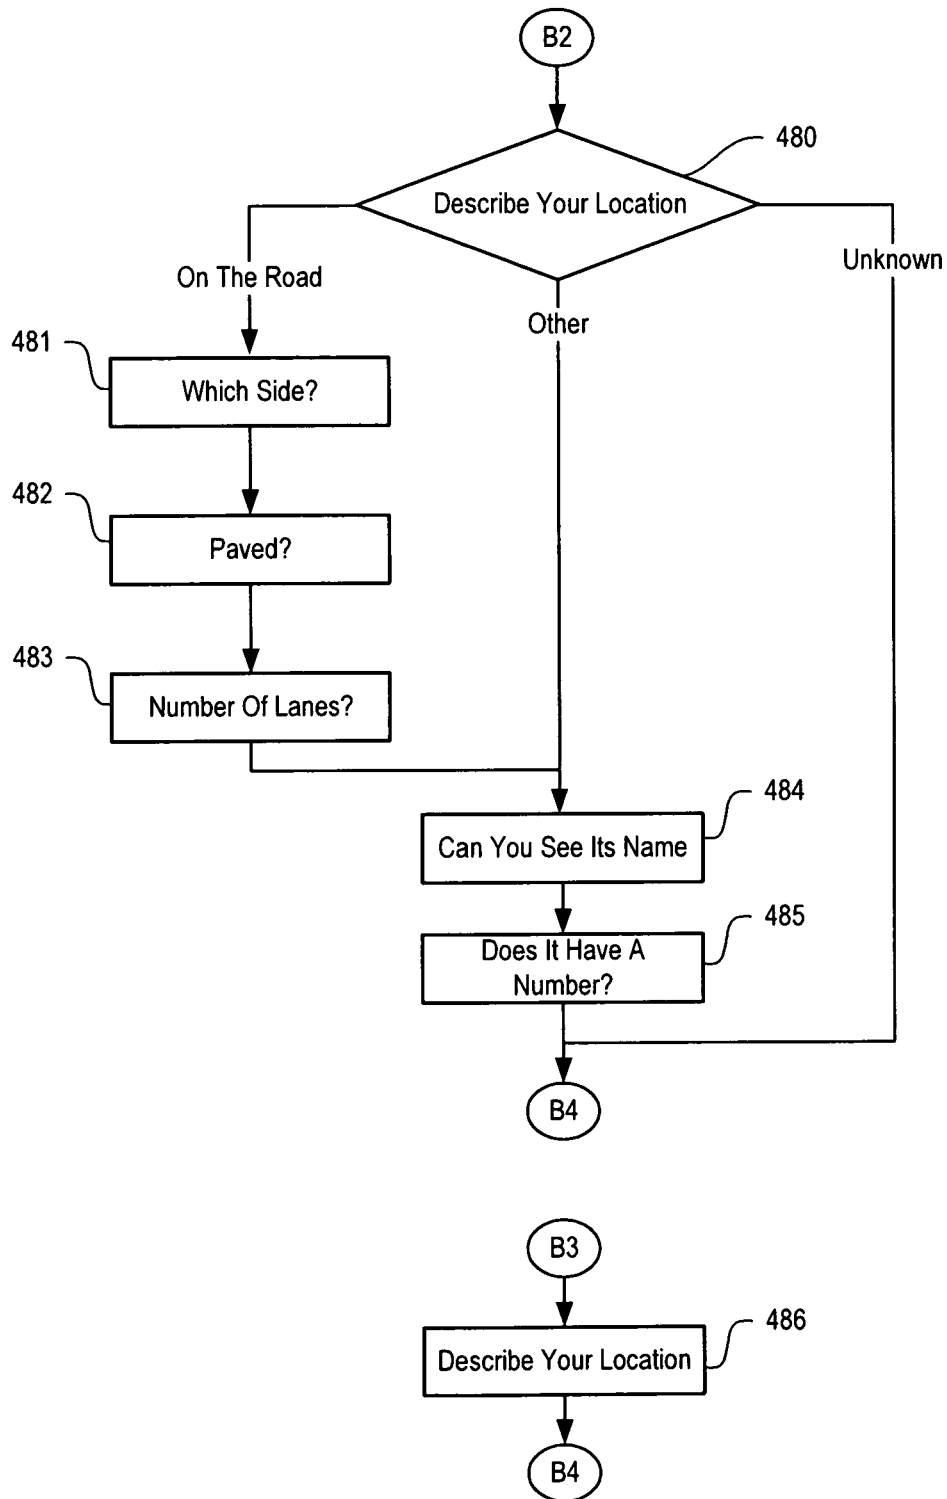 B2
480
Describe Your Location
Unknown
On The Road
Other
481
Which Side?
482
Paved?
483
Number Of Lanes?
484
Can You See Its Name
485
Does It Have A
Number?
B4
B3
486
Describe Your Location
B4